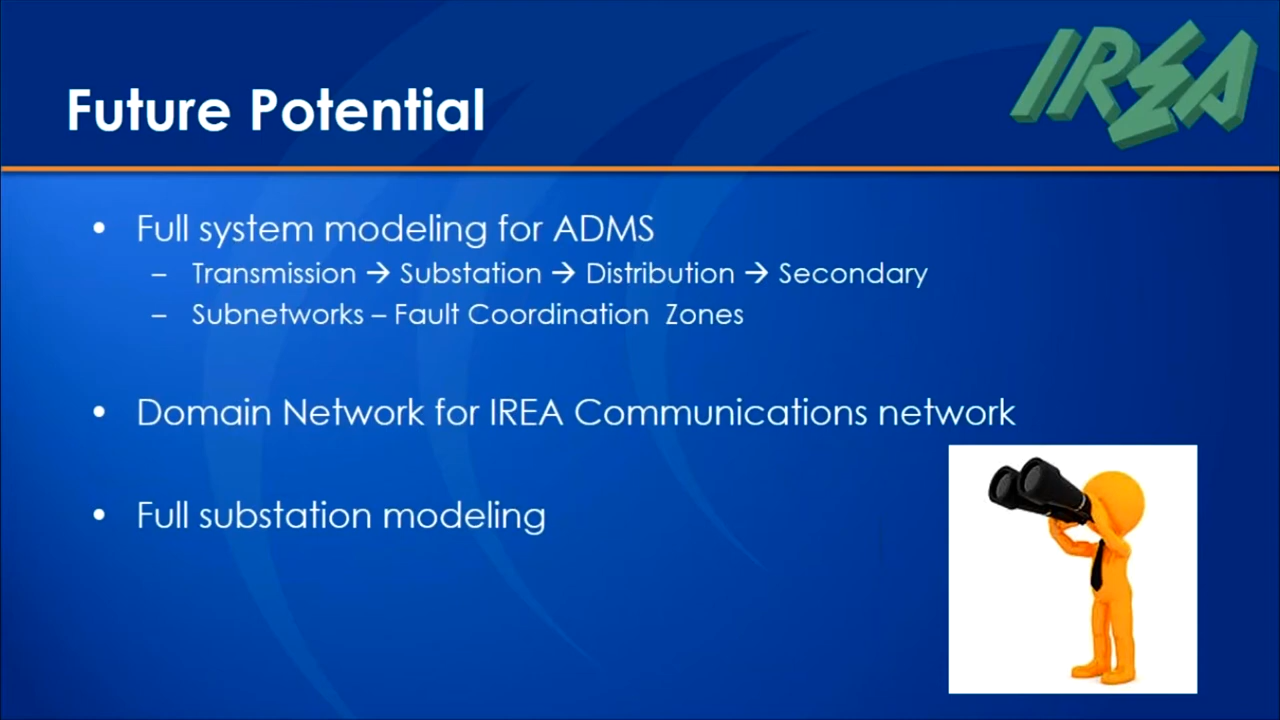 IREA
Future Potential
• Full system modeling for ADMS
– Transmission → Substation → Distribution → Secondary
– Subnetworks – Fault Coordination Zones
• Domain Network for IREA Communications network
• Full substation modeling